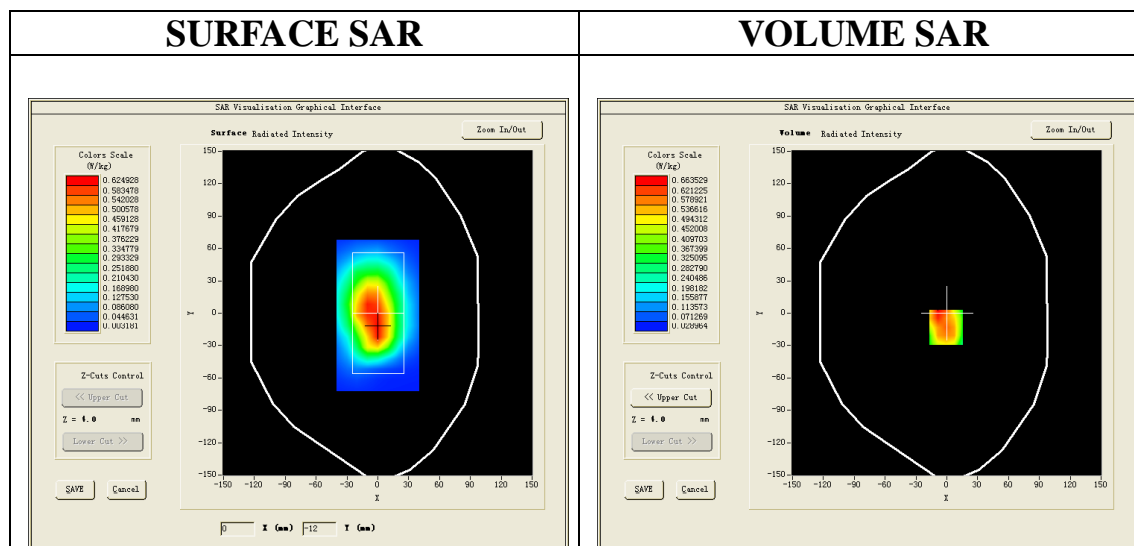 SURFACE SAR
VOLUME SAR
SAR Visualisation Graphical Interface
Surface Radiated Intensity
Zoom In/Out
Colors Scale
(W/kg)
0.624928
0.583478
0.542028
0.500578
0.459128
0.417679
0.376229
0.334779
0.293329
0.251880
0.210430
0.168980
0.127530
0.086080
0.044631
0.003181
150
120
90
60
30
0
-30
-60
-90
-120
-150
Y
-150 -120 -90 -60 -30 0 30 60 90 120 150
X
Z-Cuts Control
<< Upper Cut
Z = 4.0 mm
Lower Cut >>
SAVE Cancel
0 X (mm) -12 Y (mm)
SAR Visualisation Graphical Interface
Volume Radiated Intensity
Zoom In/Out
Colors Scale
(W/kg)
0.663529
0.621225
0.578921
0.536616
0.494312
0.452008
0.409703
0.367399
0.325095
0.282790
0.240486
0.198182
0.155877
0.113573
0.071269
0.028964
150
120
90
60
30
0
-30
-60
-90
-120
-150
Y
-150 -120 -90 -60 -30 0 30 60 90 120 150
X
Z-Cuts Control
<< Upper Cut
Z = 4.0 mm
Lower Cut >>
SAVE Cancel